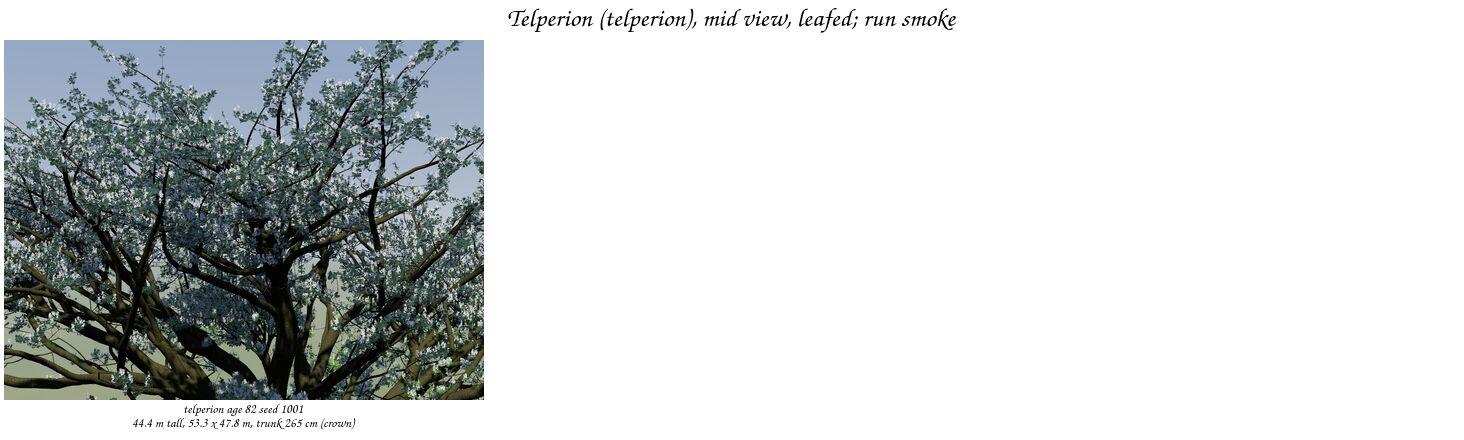 Telperion (telperion), mid view, leafed; run smoke
telperion age 82 seed 1001
44.4 m tall, 53.3 x 47.8 m, trunk 265 cm (crown)